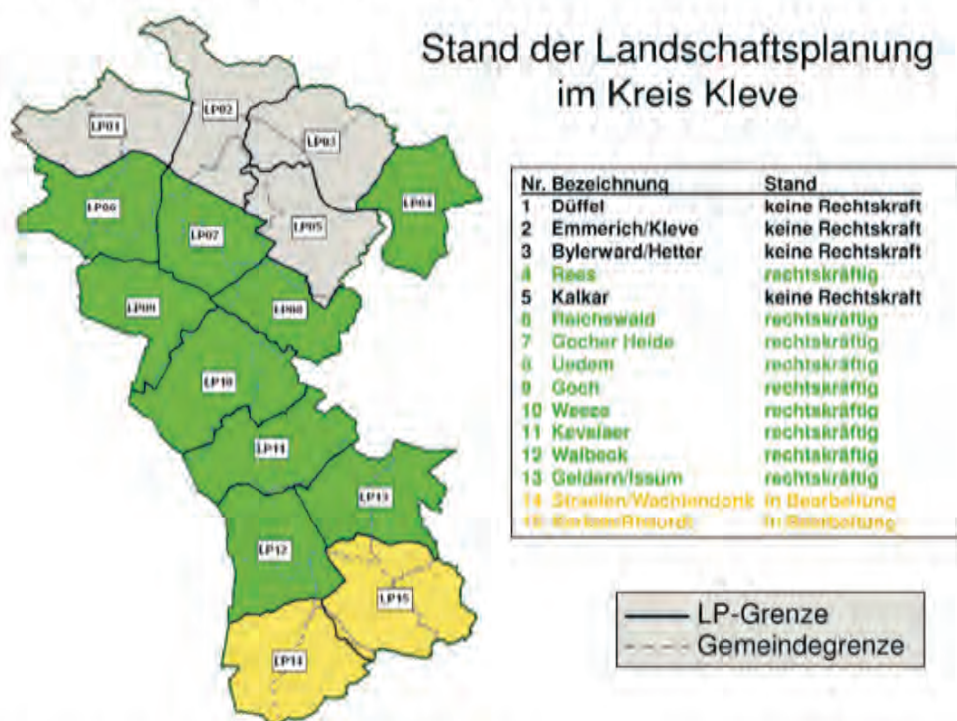 Stand der Landschaftsplanung
im Kreis Kleve
Nr. Bezeichnung Stand
1 Düffel keine Rechtskraft
2 Emmerich/Kleve keine Rechtskraft
3 Bylerward/Hetter keine Rechtskraft
4 Rees rechtskräftig
5 Kalkar keine Rechtskraft
6 Reichswald rechtskräftig
7 Gocher Heide rechtskräftig
8 Uedem rechtskräftig
9 Goch rechtskräftig
10 Weeze rechtskräftig
11 Kevelaer rechtskräftig
12 Walbeck rechtskräftig
13 Geldern/Issum rechtskräftig
14 Straelen/Wachtendonk in Bearbeitung
in Bearbeitung
LP-Grenze
Gemeindegrenze
LP01
LP02
LP03
LP04
LP05
LP06
LP07
LP08
LP09
LP10
LP11
LP12
LP13
LP14
LP15